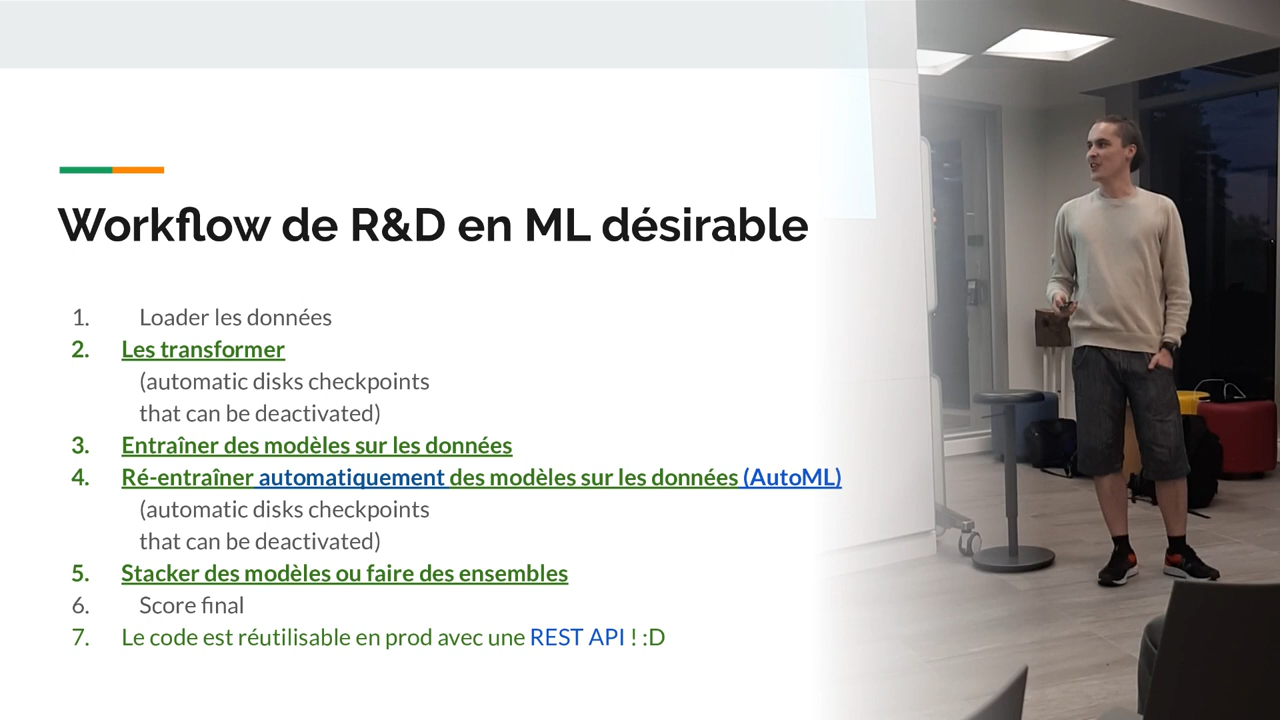 Workflow de R&D en ML désirable
1. Loader les données
2. Les transformer
(automatic disks checkpoints
that can be deactivated)
3. Entraîner des modèles sur les données
4. Ré-entraîner automatiquement des modèles sur les données (AutoML)
(automatic disks checkpoints
that can be deactivated)
5. Stacker des modèles ou faire des ensembles
6. Score final
7. Le code est réutilisable en prod avec une REST API ! :D